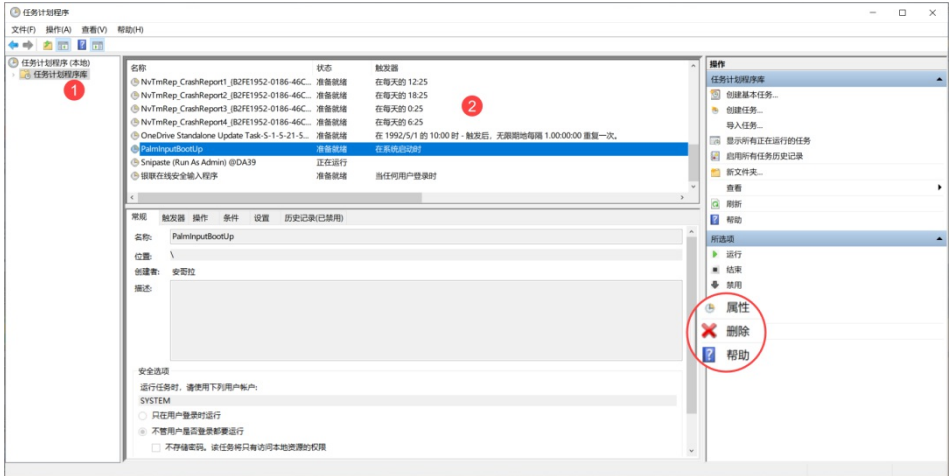 任务计划程序
文件(F) 操作(A) 查看(V) 帮助(H)
任务计划程序 (本地)
任务计划程序库
1
名称 状态 触发器
NvTmRep_CrashReport1_{B2FE1952-0186-46C... 准备就绪 在每天的 12:25
NvTmRep_CrashReport2_{B2FE1952-0186-46C... 准备就绪 在每天的 18:25
NvTmRep_CrashReport3_{B2FE1952-0186-46C... 准备就绪 在每天的 0:25
NvTmRep_CrashReport4_{B2FE1952-0186-46C... 准备就绪 在每天的 6:25
2
OneDrive Standalone Update Task-S-1-5-21-5... 准备就绪 在 1992/5/1 的 10:00 时 - 触发后，无限期地每隔 1.00:00:00 重复一次。
PalmInputBootUp 准备就绪 在系统启动时
Snipaste (Run As Admin) @DA39 正在运行
银联在线安全输入程序 准备就绪 当任何用户登录时
常规 触发器 操作 条件 设置 历史记录(已禁用)
名称: PalmInputBootUp
位置: \
创建者: 安哥拉
描述:
安全选项
运行任务时，请使用下列用户帐户:
SYSTEM
只在用户登录时运行
不管用户是否登录都要运行
不存储密码。该任务将只有访问本地资源的权限
操作
任务计划程序库
创建基本任务...
创建任务...
导入任务...
显示所有正在运行的任务
启用所有任务历史记录
新文件夹...
查看
刷新
帮助
所选项
运行
结束
禁用
属性
删除
帮助